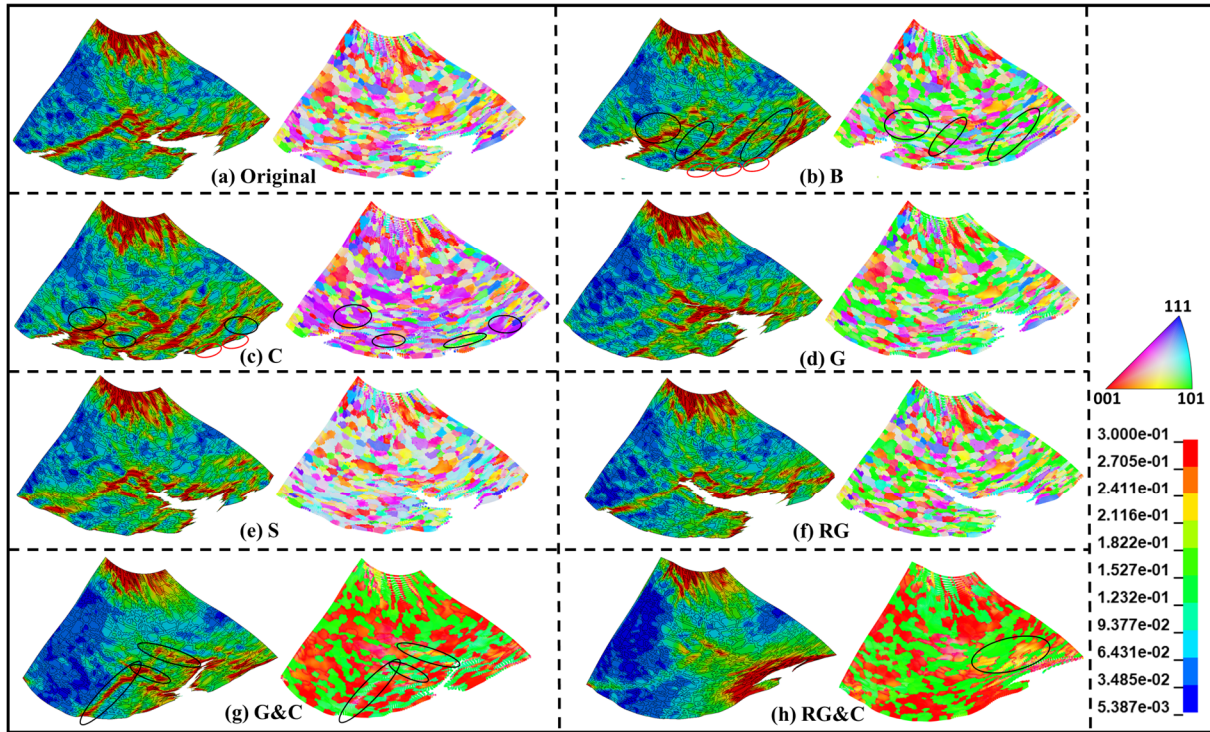 (a) Original
(b) B
(c) C
(d) G
(e) S
(f) RG
(g) G&C
(h) RG&C
111
001
101
3.000e-01
2.705e-01
2.411e-01
2.116e-01
1.822e-01
1.527e-01
1.232e-01
9.377e-02
6.431e-02
3.485e-02
5.387e-03